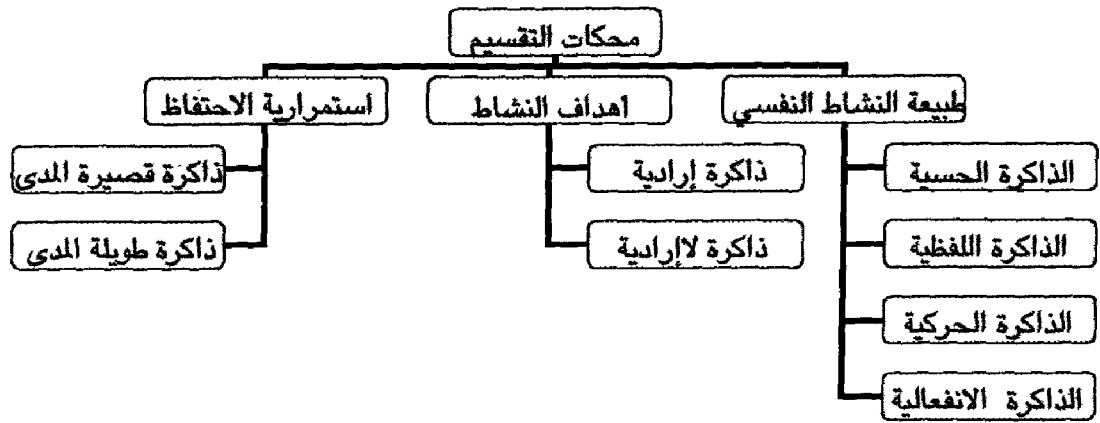 محكات التقسيم
طبيعة النشاط النفسي
اهداف النشاط
استمرارية الاحتفاظ
الذاكرة الحسية
ذاكرة إرادية
ذاكرة قصيرة المدى
الذاكرة اللفظية
ذاكرة لاإرادية
ذاكرة طويلة المدى
الذاكرة الحركية
الذاكرة الانفعالية